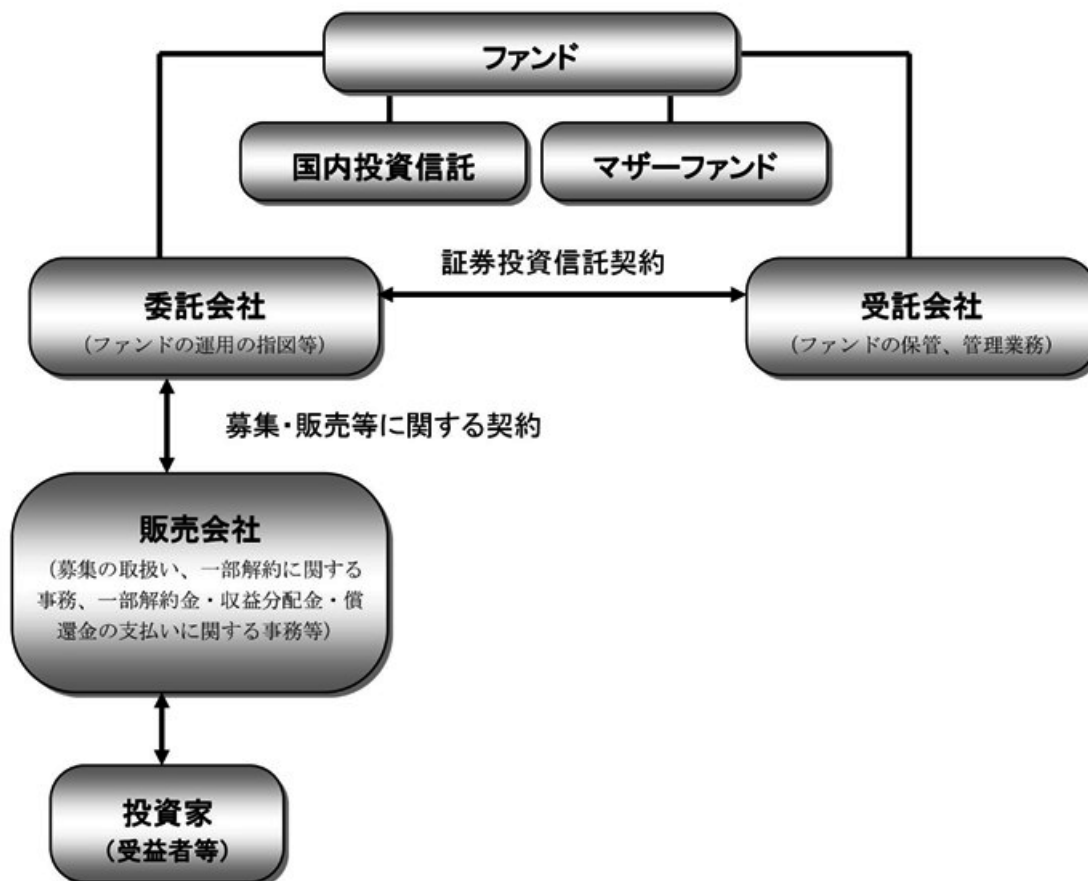 ファンド
国内投資信託
マザーファンド
証券投資信託契約
委託会社
(ファンドの運用の指図等)
受託会社
(ファンドの保管、管理業務)
募集・販売等に関する契約
販売会社
(募集の取扱い、一部解約に関する
事務、一部解約金・収益分配金・償
還金の支払いに関する事務等)
投資家
(受益者等)